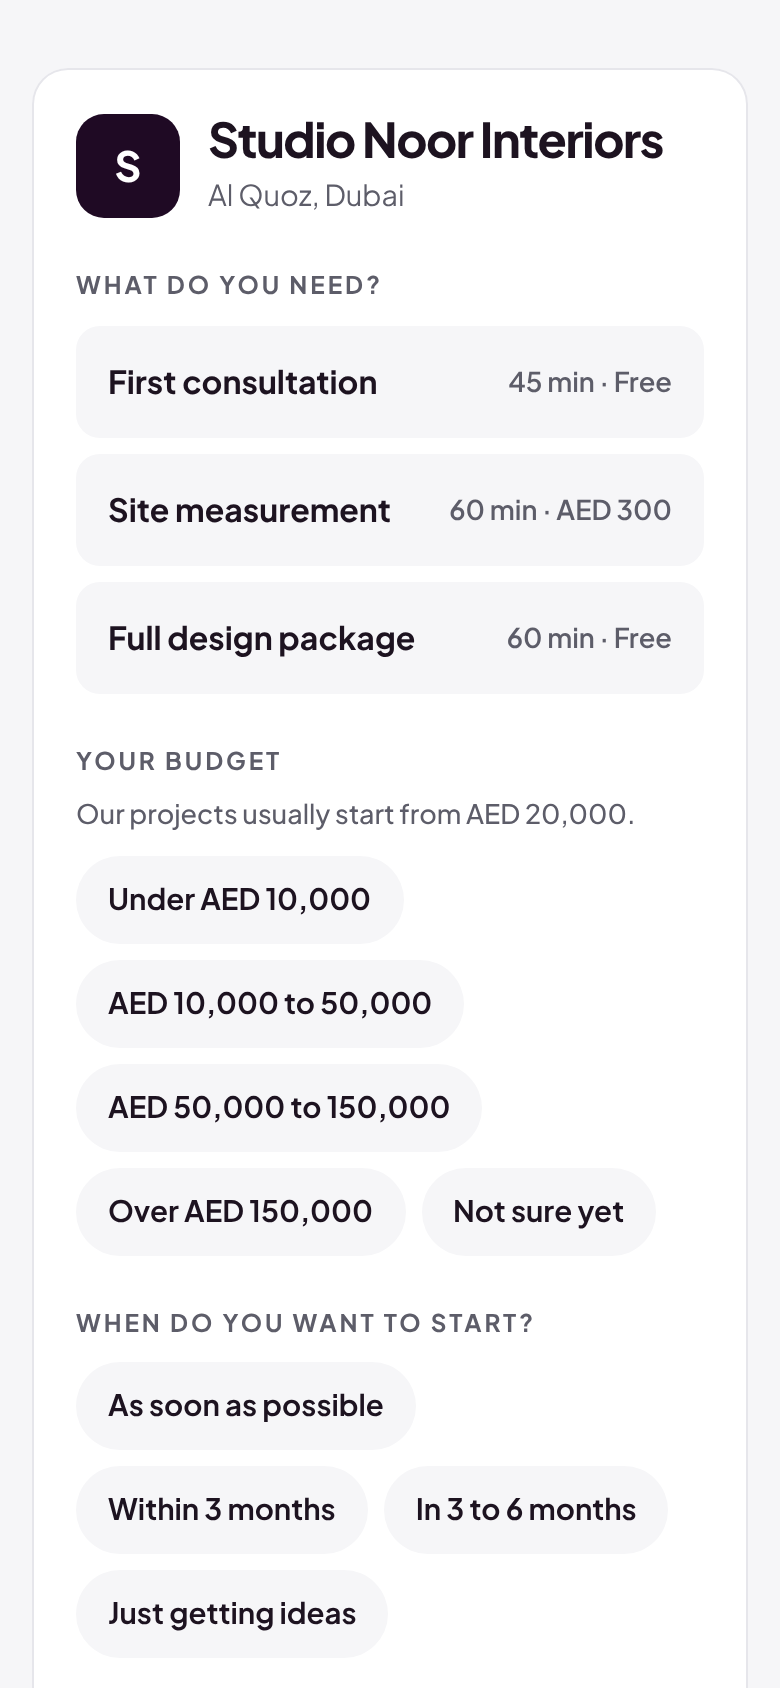 S
Studio Noor Interiors
Al Quoz, Dubai
WHAT DO YOU NEED?
First consultation 45 min · Free
Site measurement 60 min · AED 300
Full design package 60 min · Free
YOUR BUDGET
Our projects usually start from AED 20,000.
Under AED 10,000
AED 10,000 to 50,000
AED 50,000 to 150,000
Over AED 150,000 Not sure yet
WHEN DO YOU WANT TO START?
As soon as possible
Within 3 months In 3 to 6 months
Just getting ideas